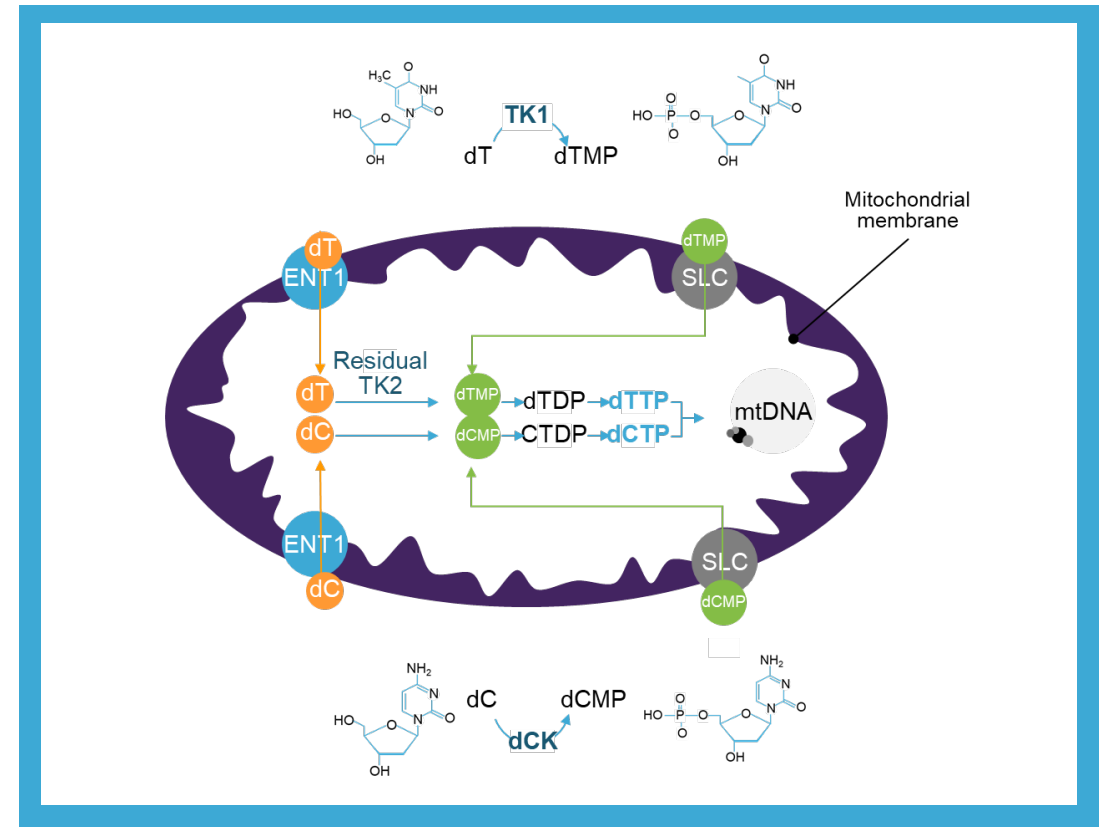 H₃C
O
NH
N
O
HO
O
OH
TK1
dT
dTMP
O
HO
P
O
O
O
NH
N
O
O
OH
Mitochondrial
membrane
dT
ENT1
dTMP
SLC
Residual
TK2
dT
dTMP
dTDP
dTTP
mtDNA
dC
dCMP
CTDP
dCTP
ENT1
dC
SLC
dCMP
NH₂
N
N
O
HO
O
OH
dC
dCMP
dCK
NH₂
N
N
O
O
HO
P
O
O
O
OH